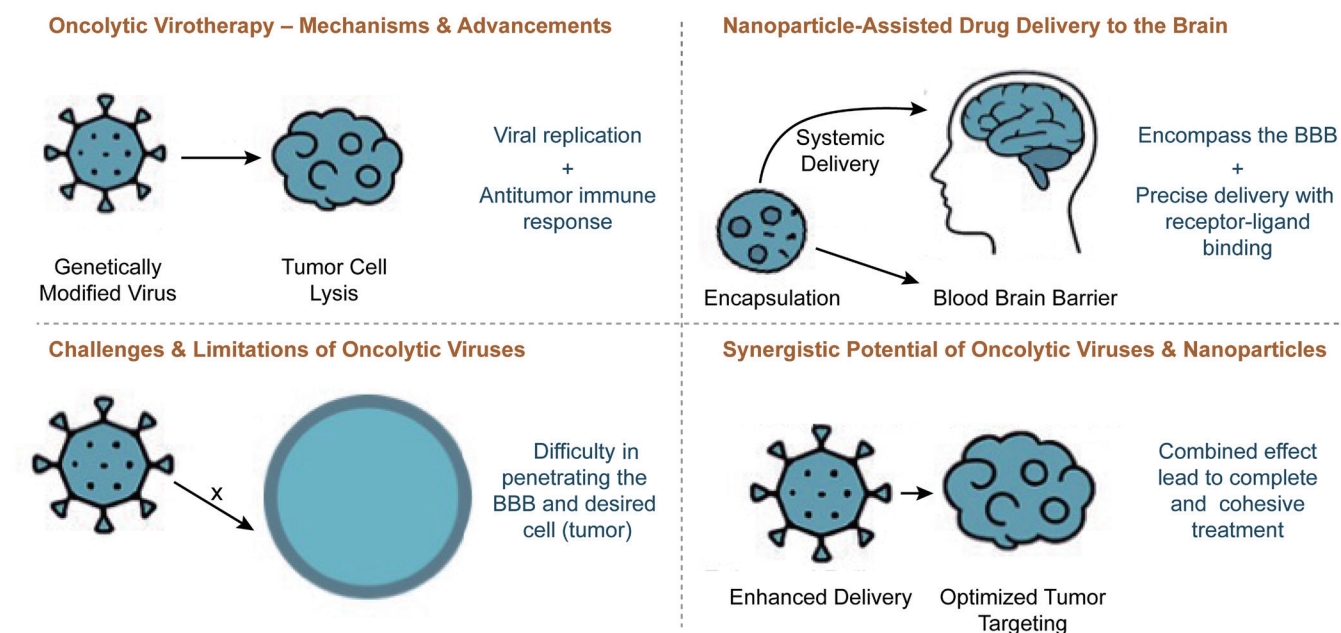 Oncolytic Virotherapy – Mechanisms & Advancements
Viral replication
+
Antitumor immune
response
Genetically
Modified Virus
Tumor Cell
Lysis
Nanoparticle-Assisted Drug Delivery to the Brain
Systemic
Delivery
Encompass the BBB
+
Precise delivery with
receptor-ligand
binding
Encapsulation
Blood Brain Barrier
Challenges & Limitations of Oncolytic Viruses
x
Difficulty in
penetrating the
BBB and desired
cell (tumor)
Synergistic Potential of Oncolytic Viruses & Nanoparticles
Combined effect
lead to complete
and cohesive
treatment
Enhanced Delivery
Optimized Tumor
Targeting